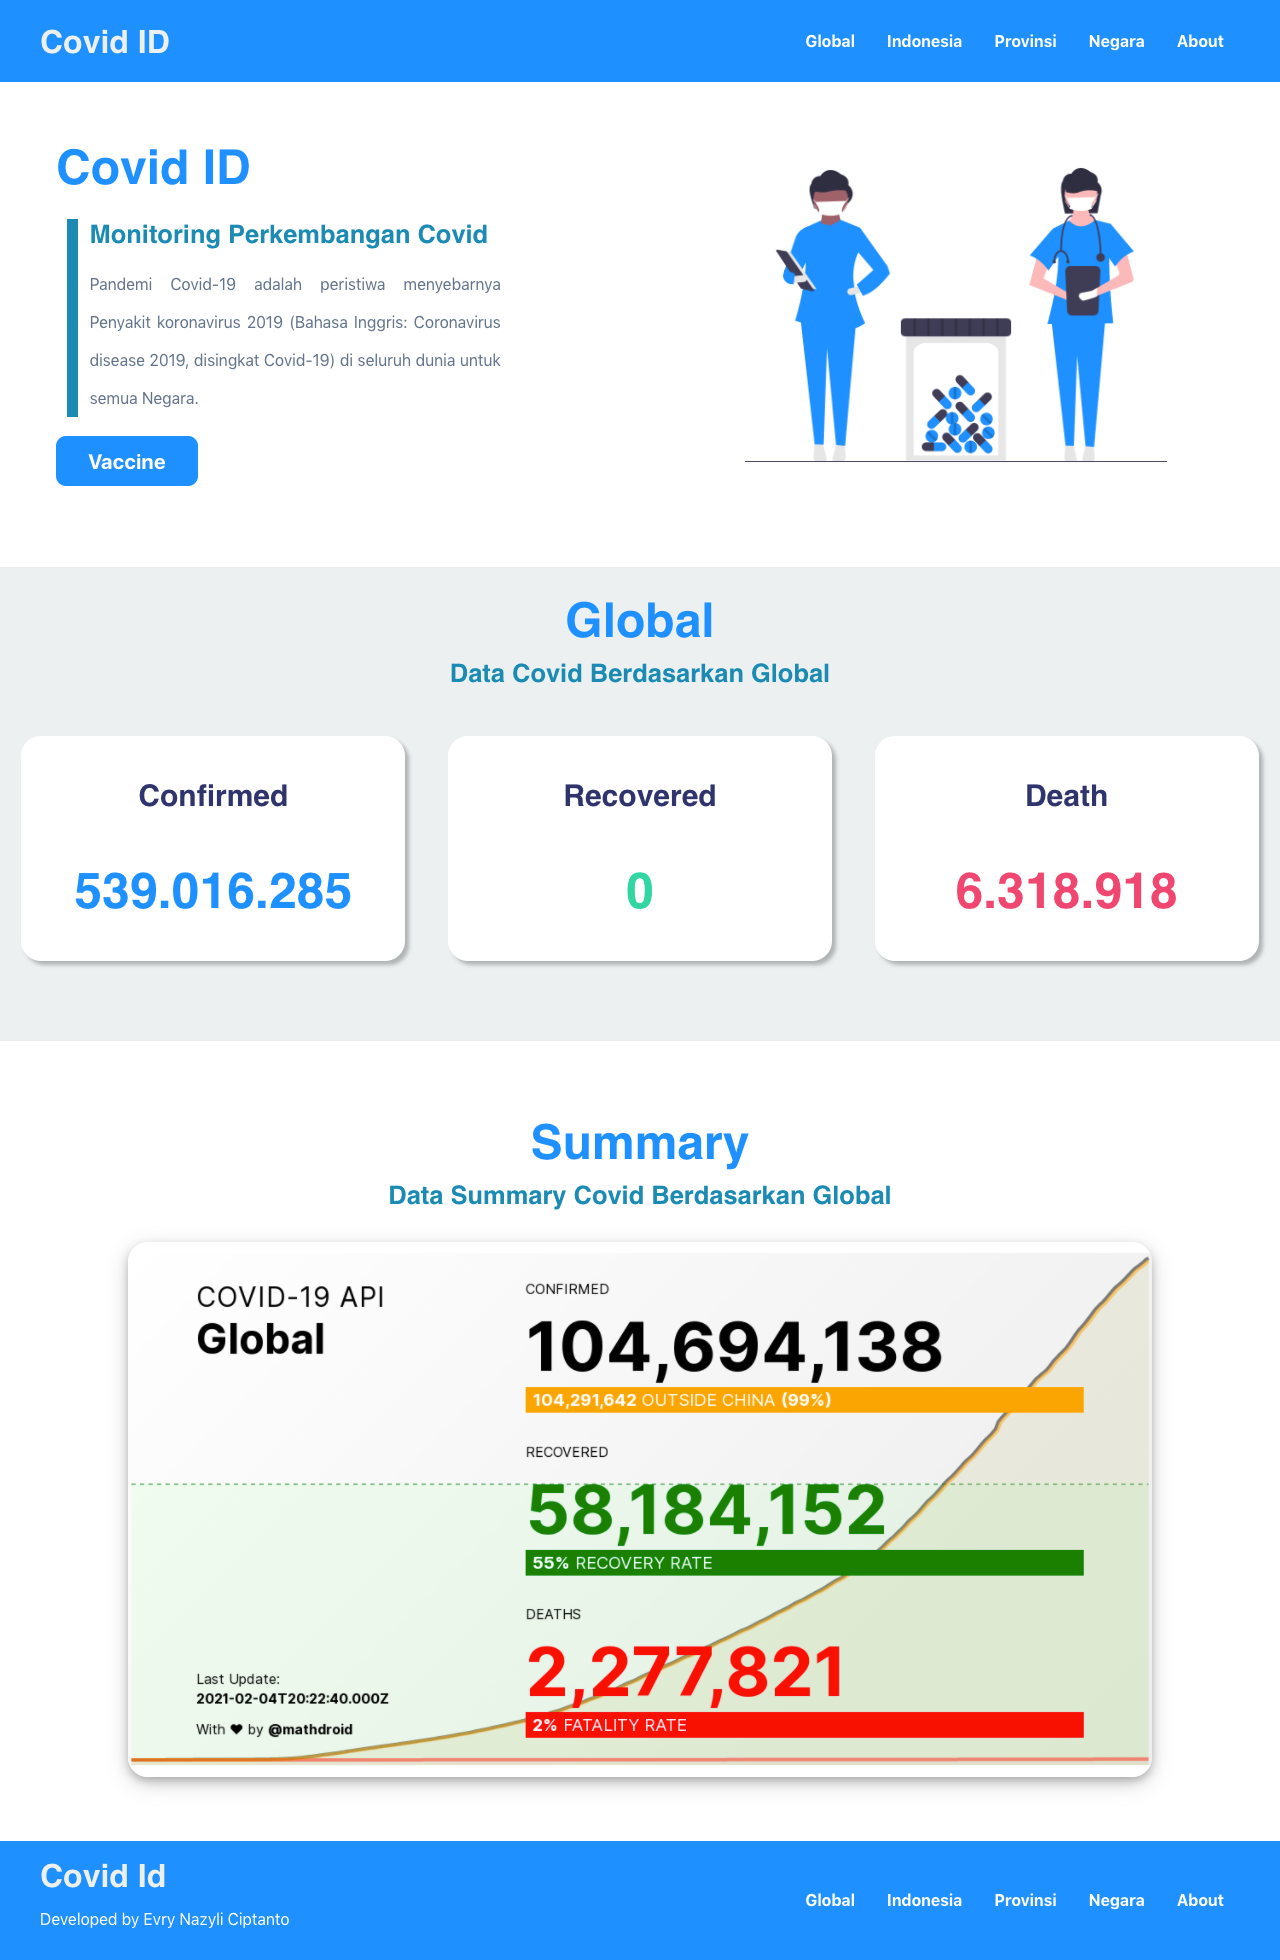 Covid ID
Global Indonesia Provinsi Negara About
Covid ID
Monitoring Perkembangan Covid
Pandemi Covid-19 adalah peristiwa menyebarnya
Penyakit koronavirus 2019 (Bahasa Inggris: Coronavirus
disease 2019, disingkat Covid-19) di seluruh dunia untuk
semua Negara.
Vaccine
Global
Data Covid Berdasarkan Global
Confirmed
539.016.285
Recovered
0
Death
6.318.918
Summary
Data Summary Covid Berdasarkan Global
COVID-19 API
Global
CONFIRMED
104,694,138
104,291,642 OUTSIDE CHINA (99%)
RECOVERED
58,184,152
55% RECOVERY RATE
DEATHS
2,277,821
2% FATALITY RATE
Last Update:
2021-02-04T20:22:40.000Z
With ♥ by @mathdroid
Covid Id
Developed by Evry Nazyli Ciptanto
Global Indonesia Provinsi Negara About